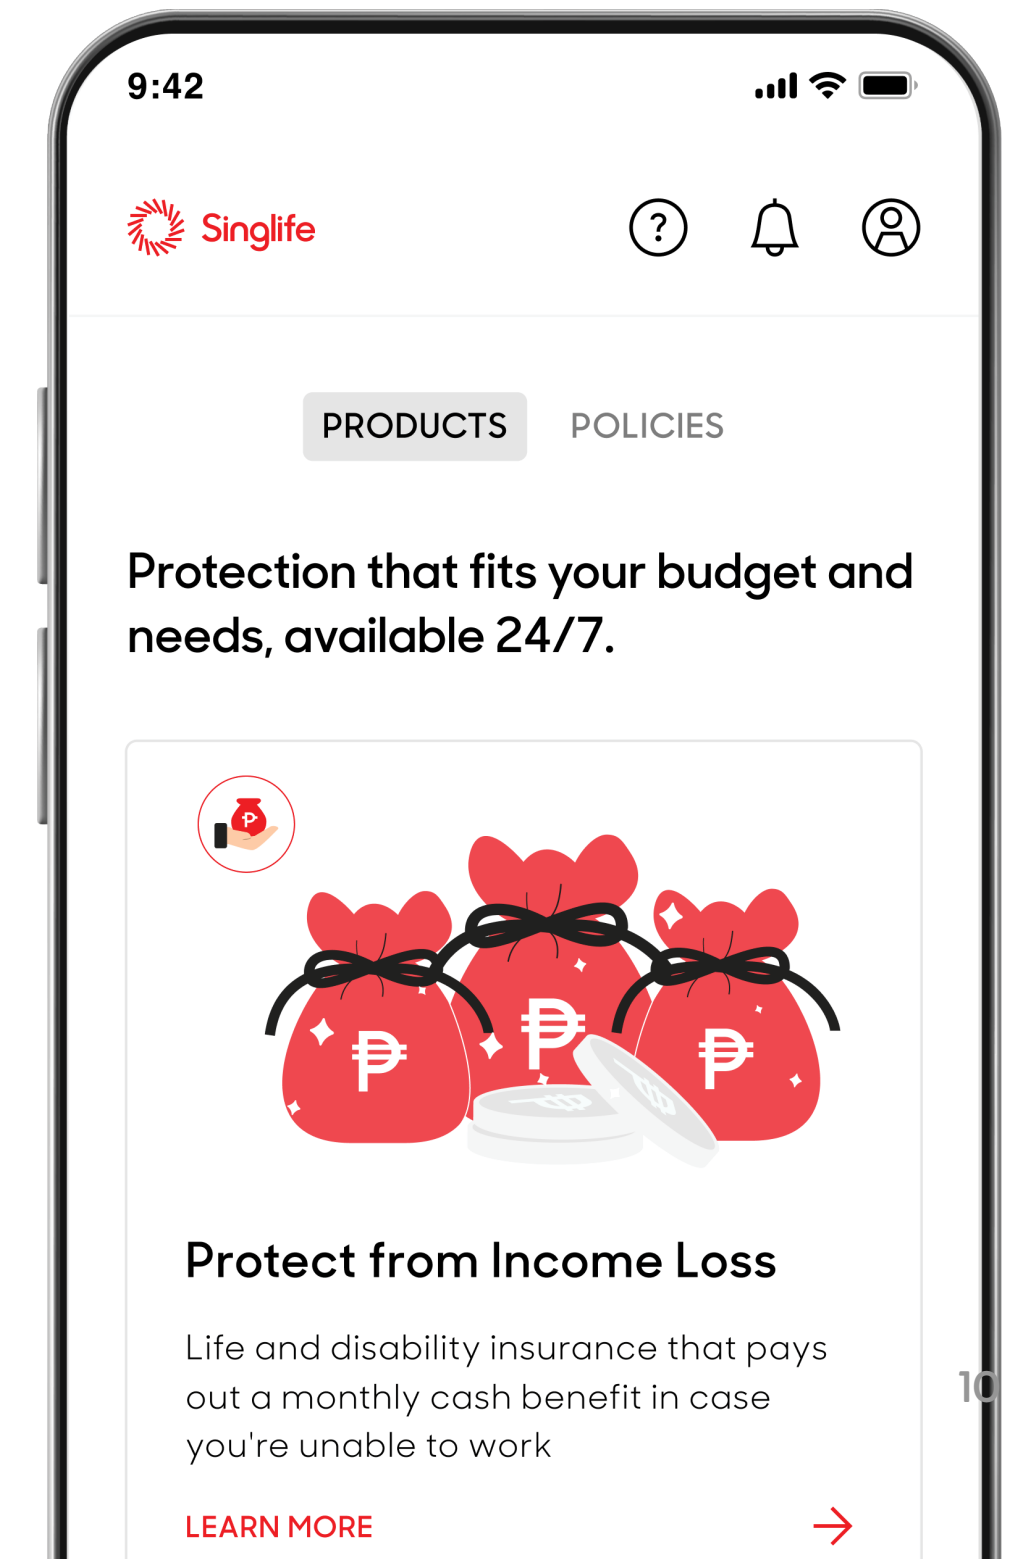 9:42
Singlife
?
PRODUCTS POLICIES
Protection that fits your budget and
needs, available 24/7.
₱
₱
₱
₱
Protect from Income Loss
Life and disability insurance that pays
out a monthly cash benefit in case
you're unable to work
10
LEARN MORE